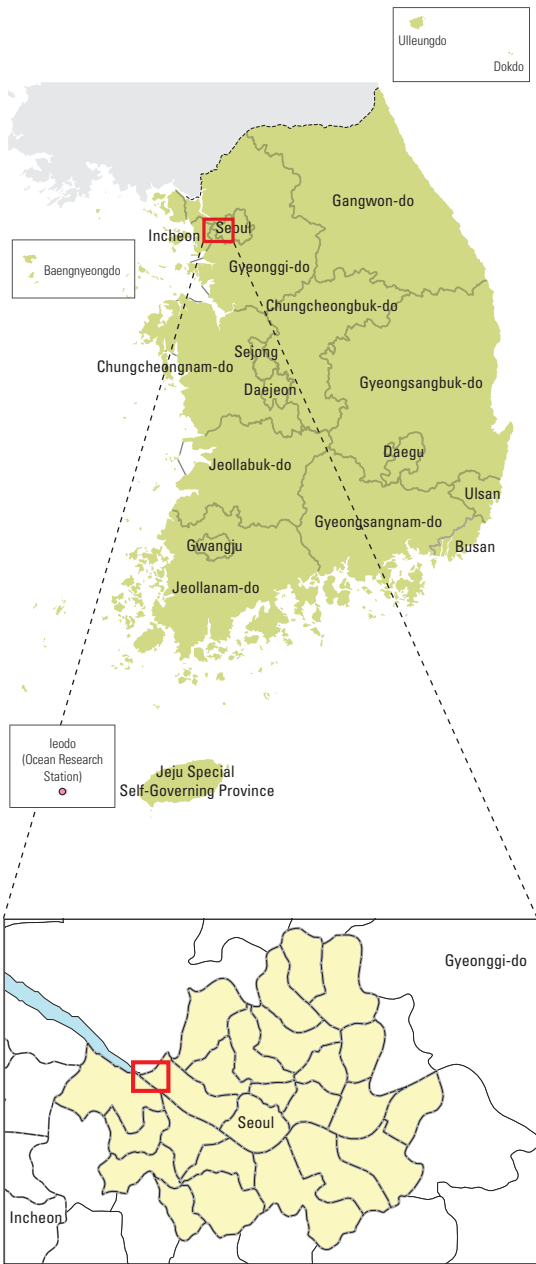 Ulleungdo
Dokdo
Gangwon-do
Incheon
Seoul
Baengnyeongdo
Gyeonggi-do
Chungcheongbuk-do
Sejong
Chungcheongnam-do
Gyeongsangbuk-do
Daejeon
Daegu
Jeollabuk-do
Ulsan
Gyeongsangnam-do
Gwangju
Busan
Jeollanam-do
Ieodo
(Ocean Research
Station)
Jeju Special
Self-Governing Province
Gyeonggi-do
Seoul
Incheon